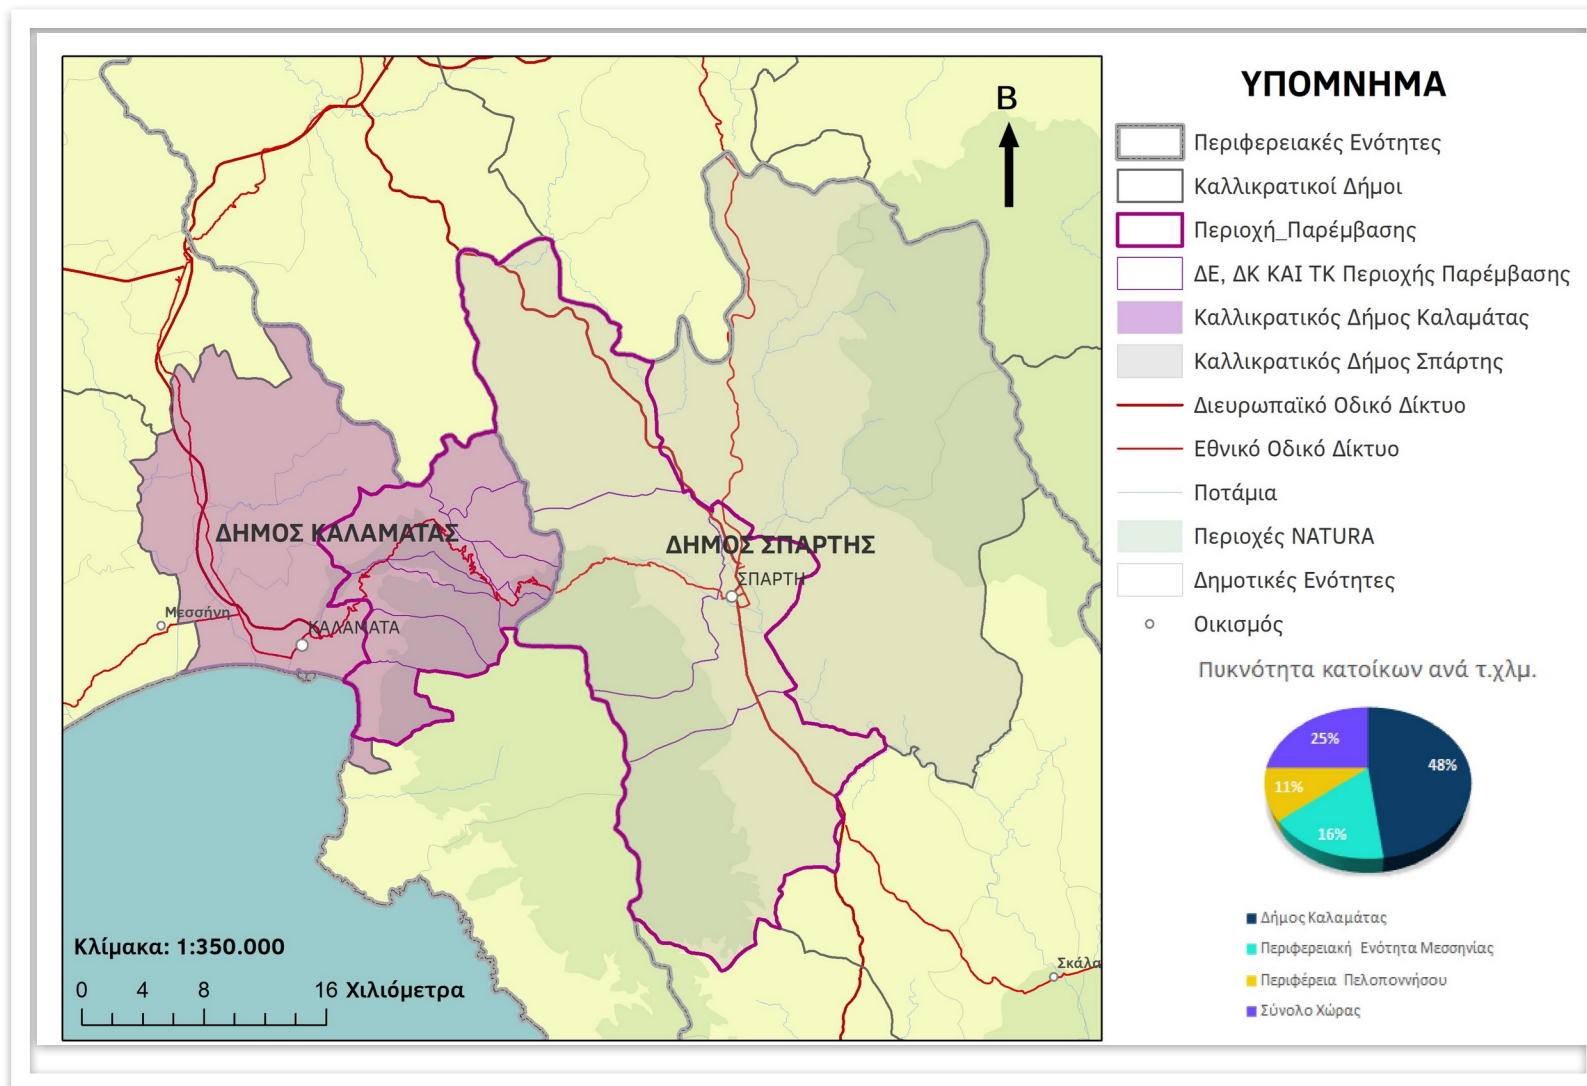 Β
ΔΗΜΟΣ ΚΑΛΑΜΑΤΑΣ
ΔΗΜΟΣ ΣΠΑΡΤΗΣ
ΣΠΑΡΤΗ
Μεσσήνη
ΚΑΛΑΜΑΤΑ
Σκάλα
Κλίμακα: 1:350.000
0 4 8 16 Χιλιόμετρα
ΥΠΟΜΝΗΜΑ
Περιφερειακές Ενότητες
Καλλικρατικοί Δήμοι
Περιοχή_Παρέμβασης
ΔΕ, ΔΚ ΚΑΙ ΤΚ Περιοχής Παρέμβασης
Καλλικρατικός Δήμος Καλαμάτας
Καλλικρατικός Δήμος Σπάρτης
Διευρωπαϊκό Οδικό Δίκτυο
Εθνικό Οδικό Δίκτυο
Ποτάμια
Περιοχές NATURA
Δημοτικές Ενότητες
Οικισμός
Πυκνότητα κατοίκων ανά τ.χλμ.
25%
48%
11%
16%
Δήμος Καλαμάτας
Περιφερειακή Ενότητα Μεσσηνίας
Περιφέρεια Πελοποννήσου
Σύνολο Χώρας